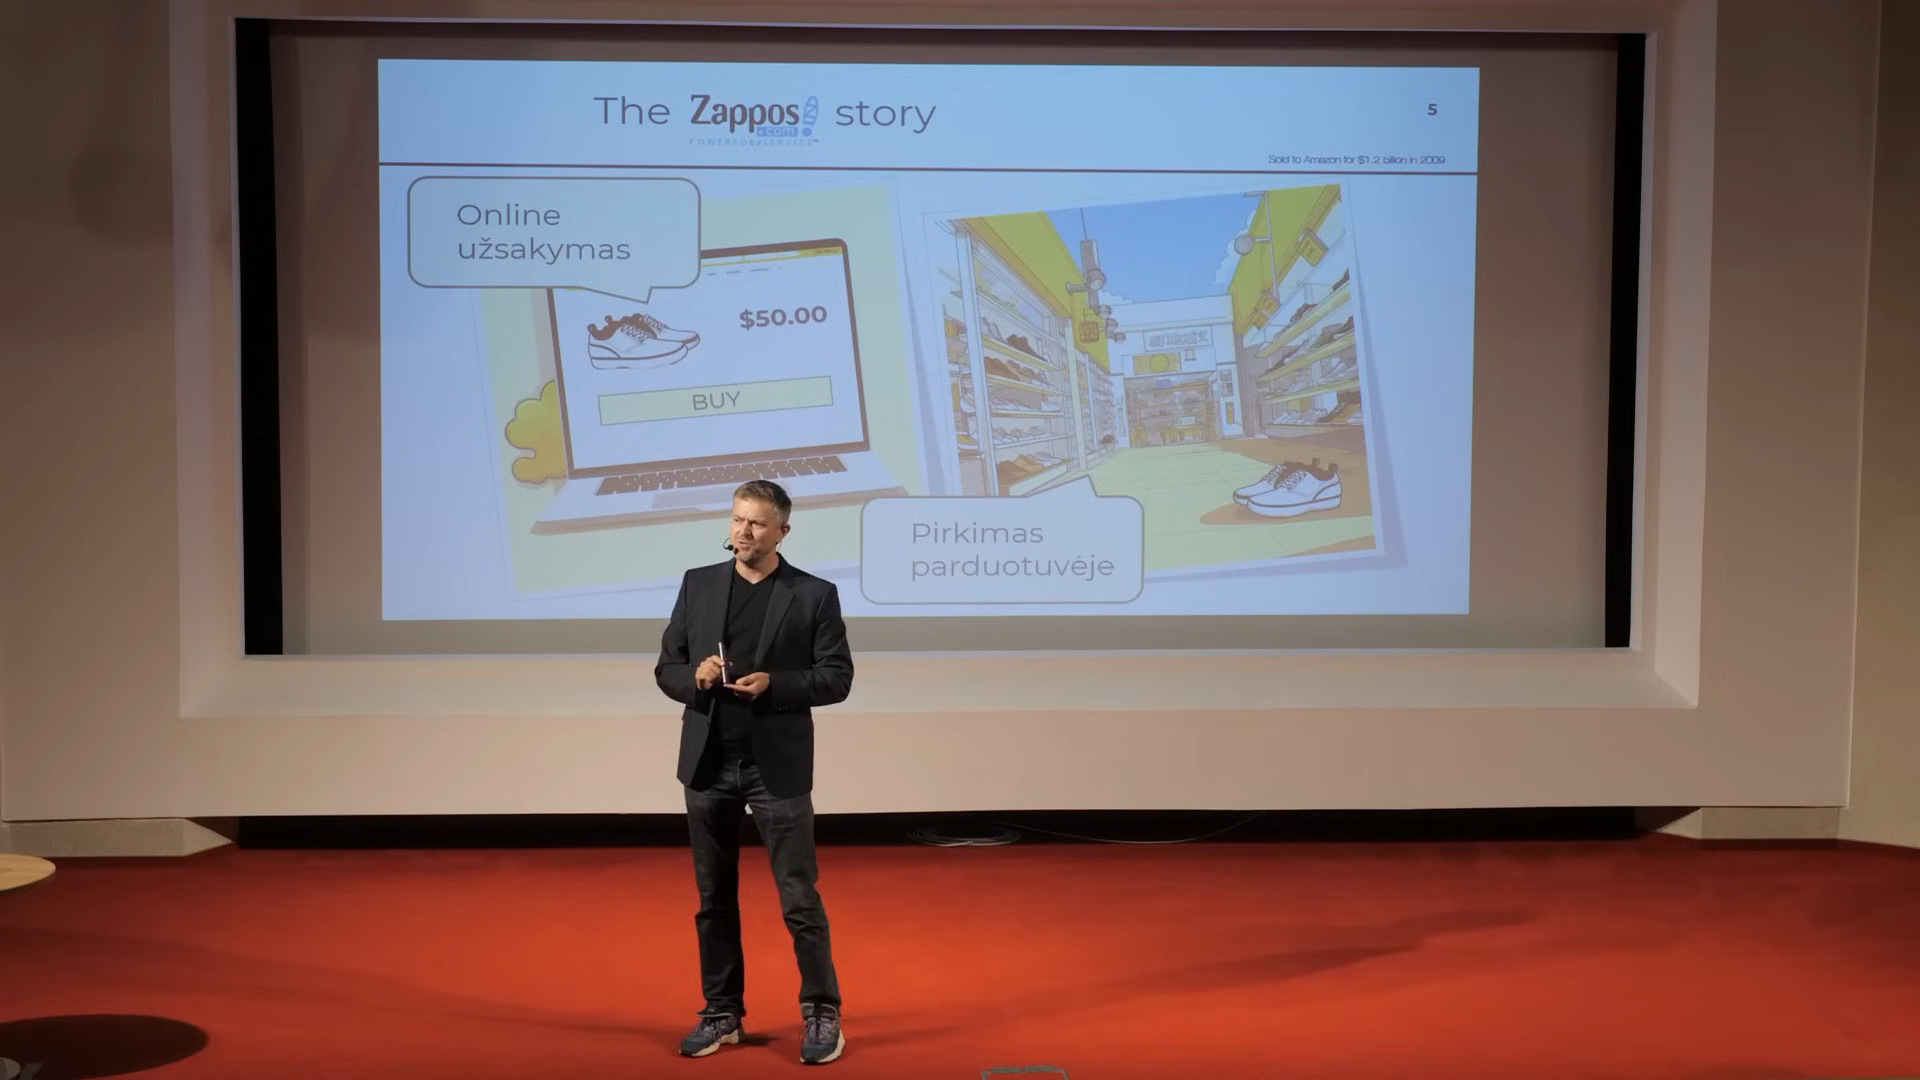 The Zappos story
.com
POWERED by SERVICE™
5
Sold to Amazon for $1.2 billion in 2009
Online
užsakymas
$50.00
BUY
Pirkimas
parduotuvėje